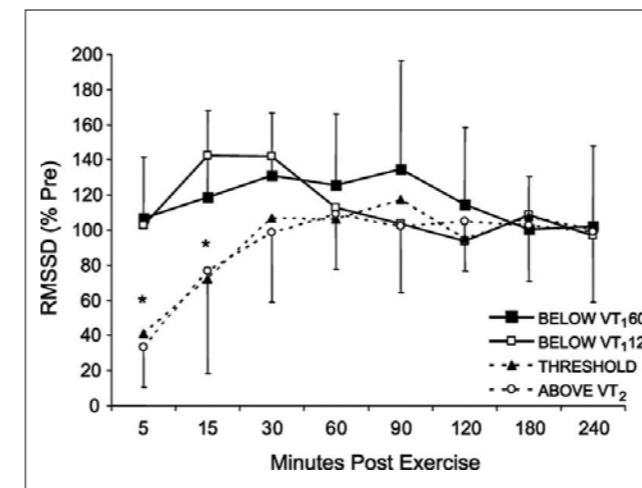 200
180
160
140
120
100
80
60
40
20
0
RMSSD (% Pre)
*
*
BELOW VT₁60
BELOW VT₁12
THRESHOLD
ABOVE VT₂
5 15 30 60 90 120 180 240
Minutes Post Exercise